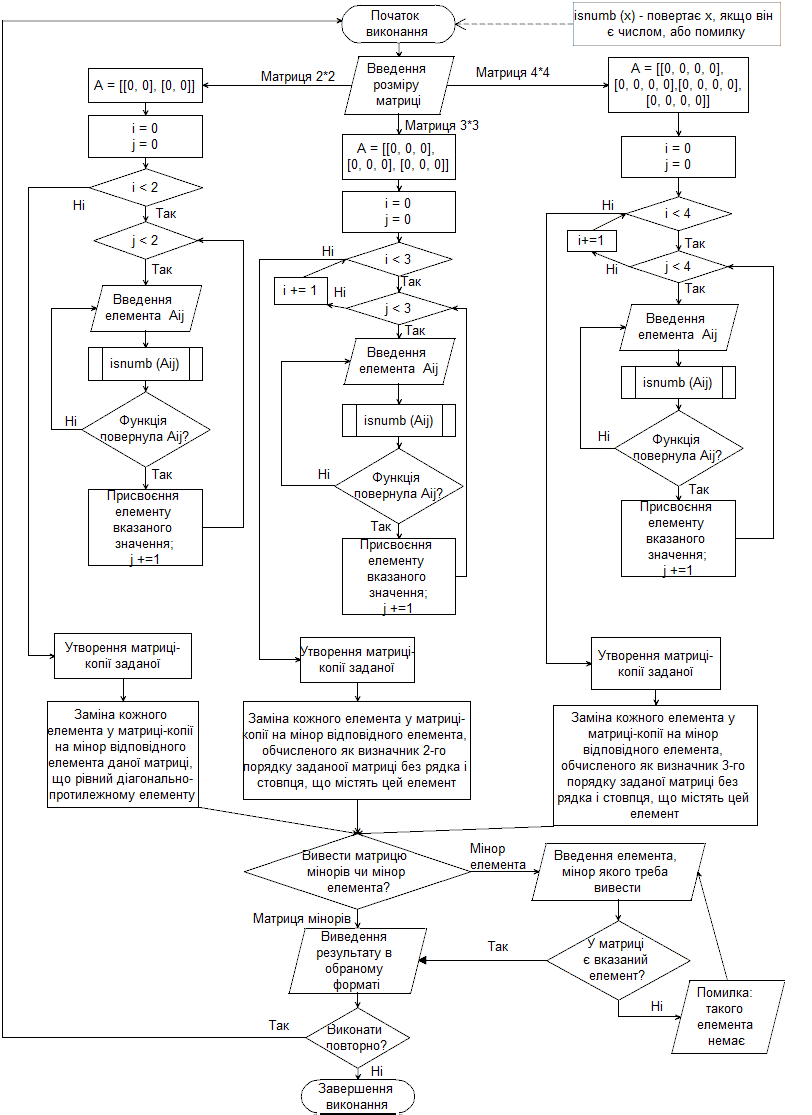 Початок
виконання
isnumb (x) - повертає x, якщо він
є числом, або помилку
Введення
розміру
матриці
Матриця 2*2
Матриця 4*4
Матриця 3*3
A = [[0, 0], [0, 0]]
i = 0
j = 0
i < 2
Ні
Так
j < 2
Так
Введення
елемента Aij
isnumb (Aij)
Функція
повернула Aij?
Ні
Так
Присвоєння
елементу
вказаного
значення;
j +=1
A = [[0, 0, 0],
[0, 0, 0], [0, 0, 0]]
i = 0
j = 0
i < 3
Ні
Так
i += 1
Ні
j < 3
Так
Введення
елемента Aij
isnumb (Aij)
Функція
повернула Aij?
Ні
Так
Присвоєння
елементу
вказаного
значення;
j +=1
A = [[0, 0, 0, 0],
[0, 0, 0, 0],[0, 0, 0, 0],
[0, 0, 0, 0]]
i = 0
j = 0
i < 4
Ні
Так
i+=1
Ні
j < 4
Так
Введення
елемента Aij
isnumb (Aij)
Функція
повернула Aij?
Ні
Так
Присвоєння
елементу
вказаного
значення;
j +=1
Утворення матриці-
копії заданої
Утворення матриці-
копії заданої
Утворення матриці-
копії заданої
Заміна кожного
елемента у матриці-копії
на мінор відповідного
елемента даної матриці,
що рівний діагонально-
протилежному елементу
Заміна кожного елемента у матриці-
копії на мінор відповідного елемента,
обчисленого як визначник 2-го
порядку заданої матриці без рядка і
стовпця, що містять цей елемент
Заміна кожного елемента у
матриці-копії на мінор
відповідного елемента,
обчисленого як визначник 3-го
порядку заданої матриці без
рядка і стовпця, що містять цей
елемент
Вивести матрицю
мінорів чи мінор
елемента?
Мінор
елемента
Введення елемента,
мінор якого треба
вивести
Матриця мінорів
Виведення
результату в
обраному
форматі
Так
У матриці
є вказаний
елемент?
Ні
Помилка:
такого
елемента
немає
Так
Виконати
повторно?
Ні
Завершення
виконання